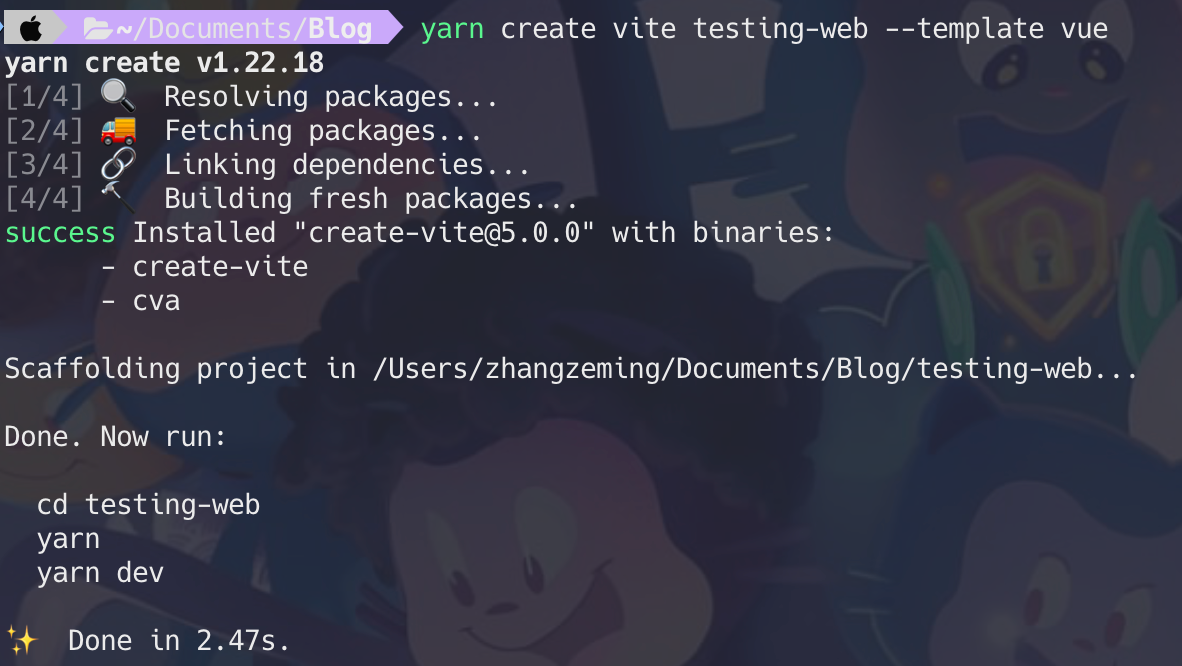 ~/Documents/Blog yarn create vite testing-web --template vue
yarn create v1.22.18
[1/4] 🔍 Resolving packages...
[2/4] 🚚 Fetching packages...
[3/4] 🔗 Linking dependencies...
[4/4] 🔨 Building fresh packages...
success Installed "create-vite@5.0.0" with binaries:
      - create-vite
      - cva
Scaffolding project in /Users/zhangzeming/Documents/Blog/testing-web...
Done. Now run:
  cd testing-web
  yarn
  yarn dev
✨ Done in 2.47s.